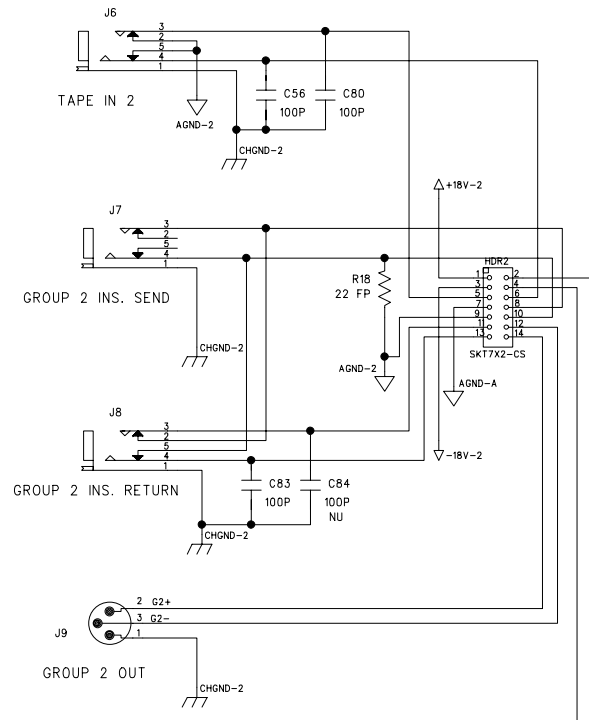 J6
3
2
5
4
1
TAPE IN 2
AGND-2
C56
100P
C80
100P
CHGND-2
+18V-2
J7
3
2
5
4
1
GROUP 2 INS. SEND
CHGND-2
R18
22 FP
AGND-2
HDR2
1 2
3 4
5 6
7 8
9 10
11 12
13 14
SKT7X2-CS
AGND-A
-18V-2
J8
3
2
5
4
1
GROUP 2 INS. RETURN
C83
100P
C84
100P
NU
CHGND-2
J9
2 G2+
3 G2-
1
GROUP 2 OUT
CHGND-2